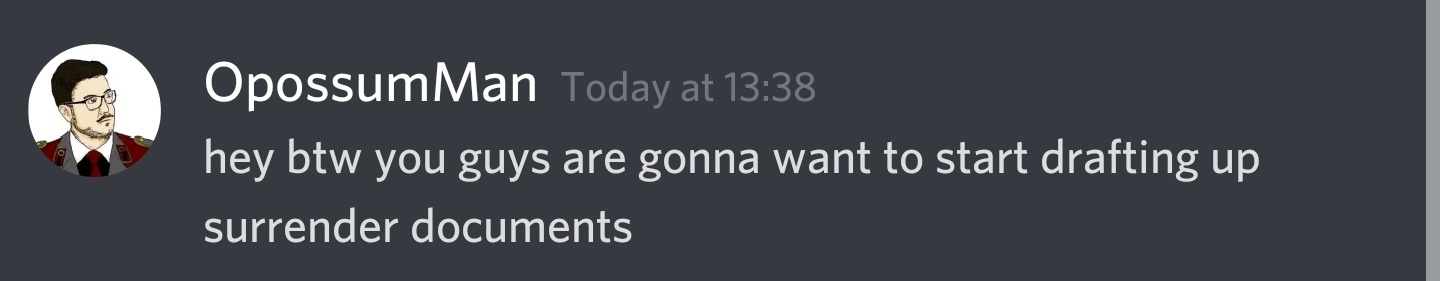 OpossumMan Today at 13:38
hey btw you guys are gonna want to start drafting up
surrender documents